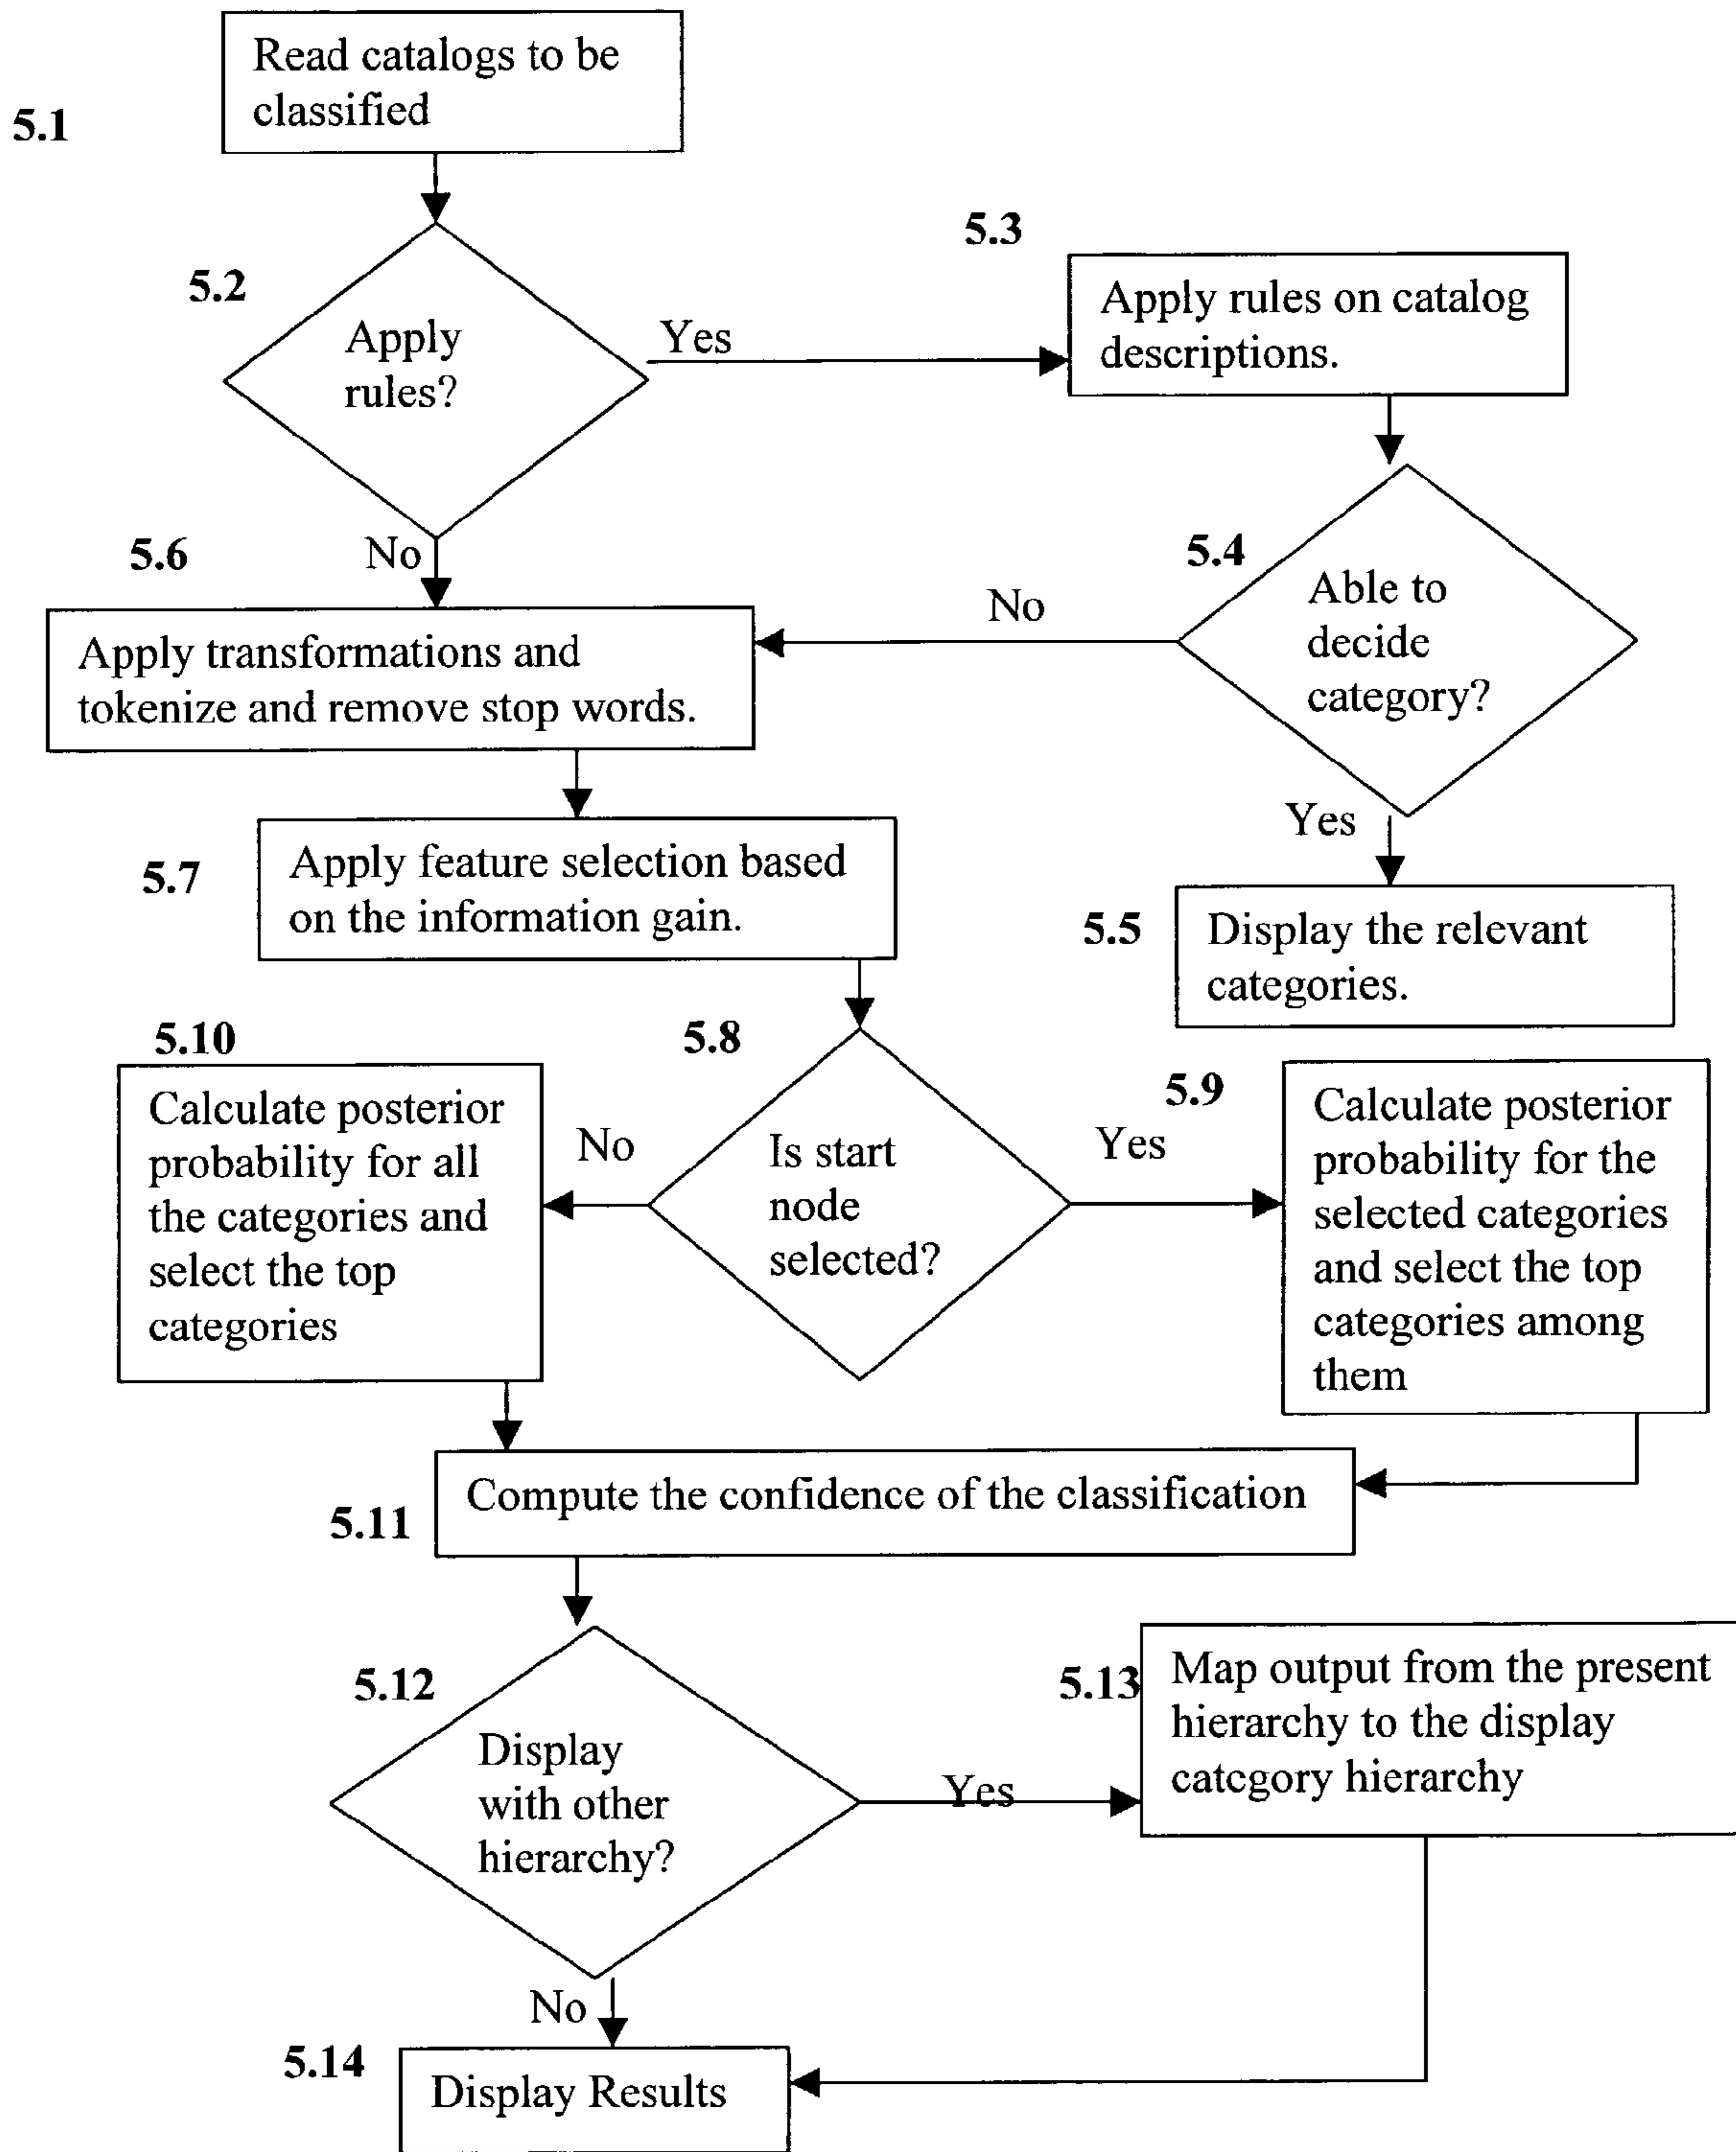 5.1
Read catalogs to be
classified
5.2
Apply
rules?
Yes
5.3
Apply rules on catalog
descriptions.
No
5.4
Able to
decide
category?
No
Yes
5.5
Display the relevant
categories.
5.6
Apply transformations and
tokenize and remove stop words.
5.7
Apply feature selection based
on the information gain.
5.8
Is start
node
selected?
No
Yes
5.9
Calculate posterior
probability for the
selected categories
and select the top
categories among
them
5.10
Calculate posterior
probability for all
the categories and
select the top
categories
5.11
Compute the confidence of the classification
5.12
Display
with other
hierarchy?
Yes
5.13
Map output from the present
hierarchy to the display
category hierarchy
No
5.14
Display Results